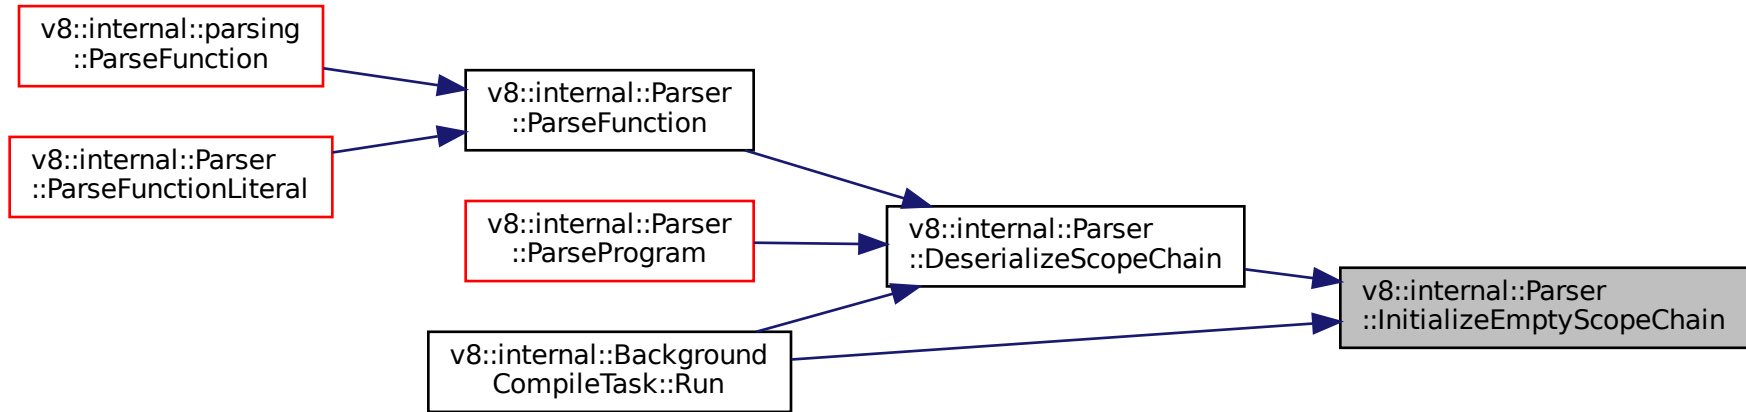 v8::internal::parsing
::ParseFunction
v8::internal::Parser
::ParseFunctionLiteral
v8::internal::Parser
::ParseFunction
v8::internal::Parser
::ParseProgram
v8::internal::Background
CompileTask::Run
v8::internal::Parser
::DeserializeScopeChain
v8::internal::Parser
::InitializeEmptyScopeChain